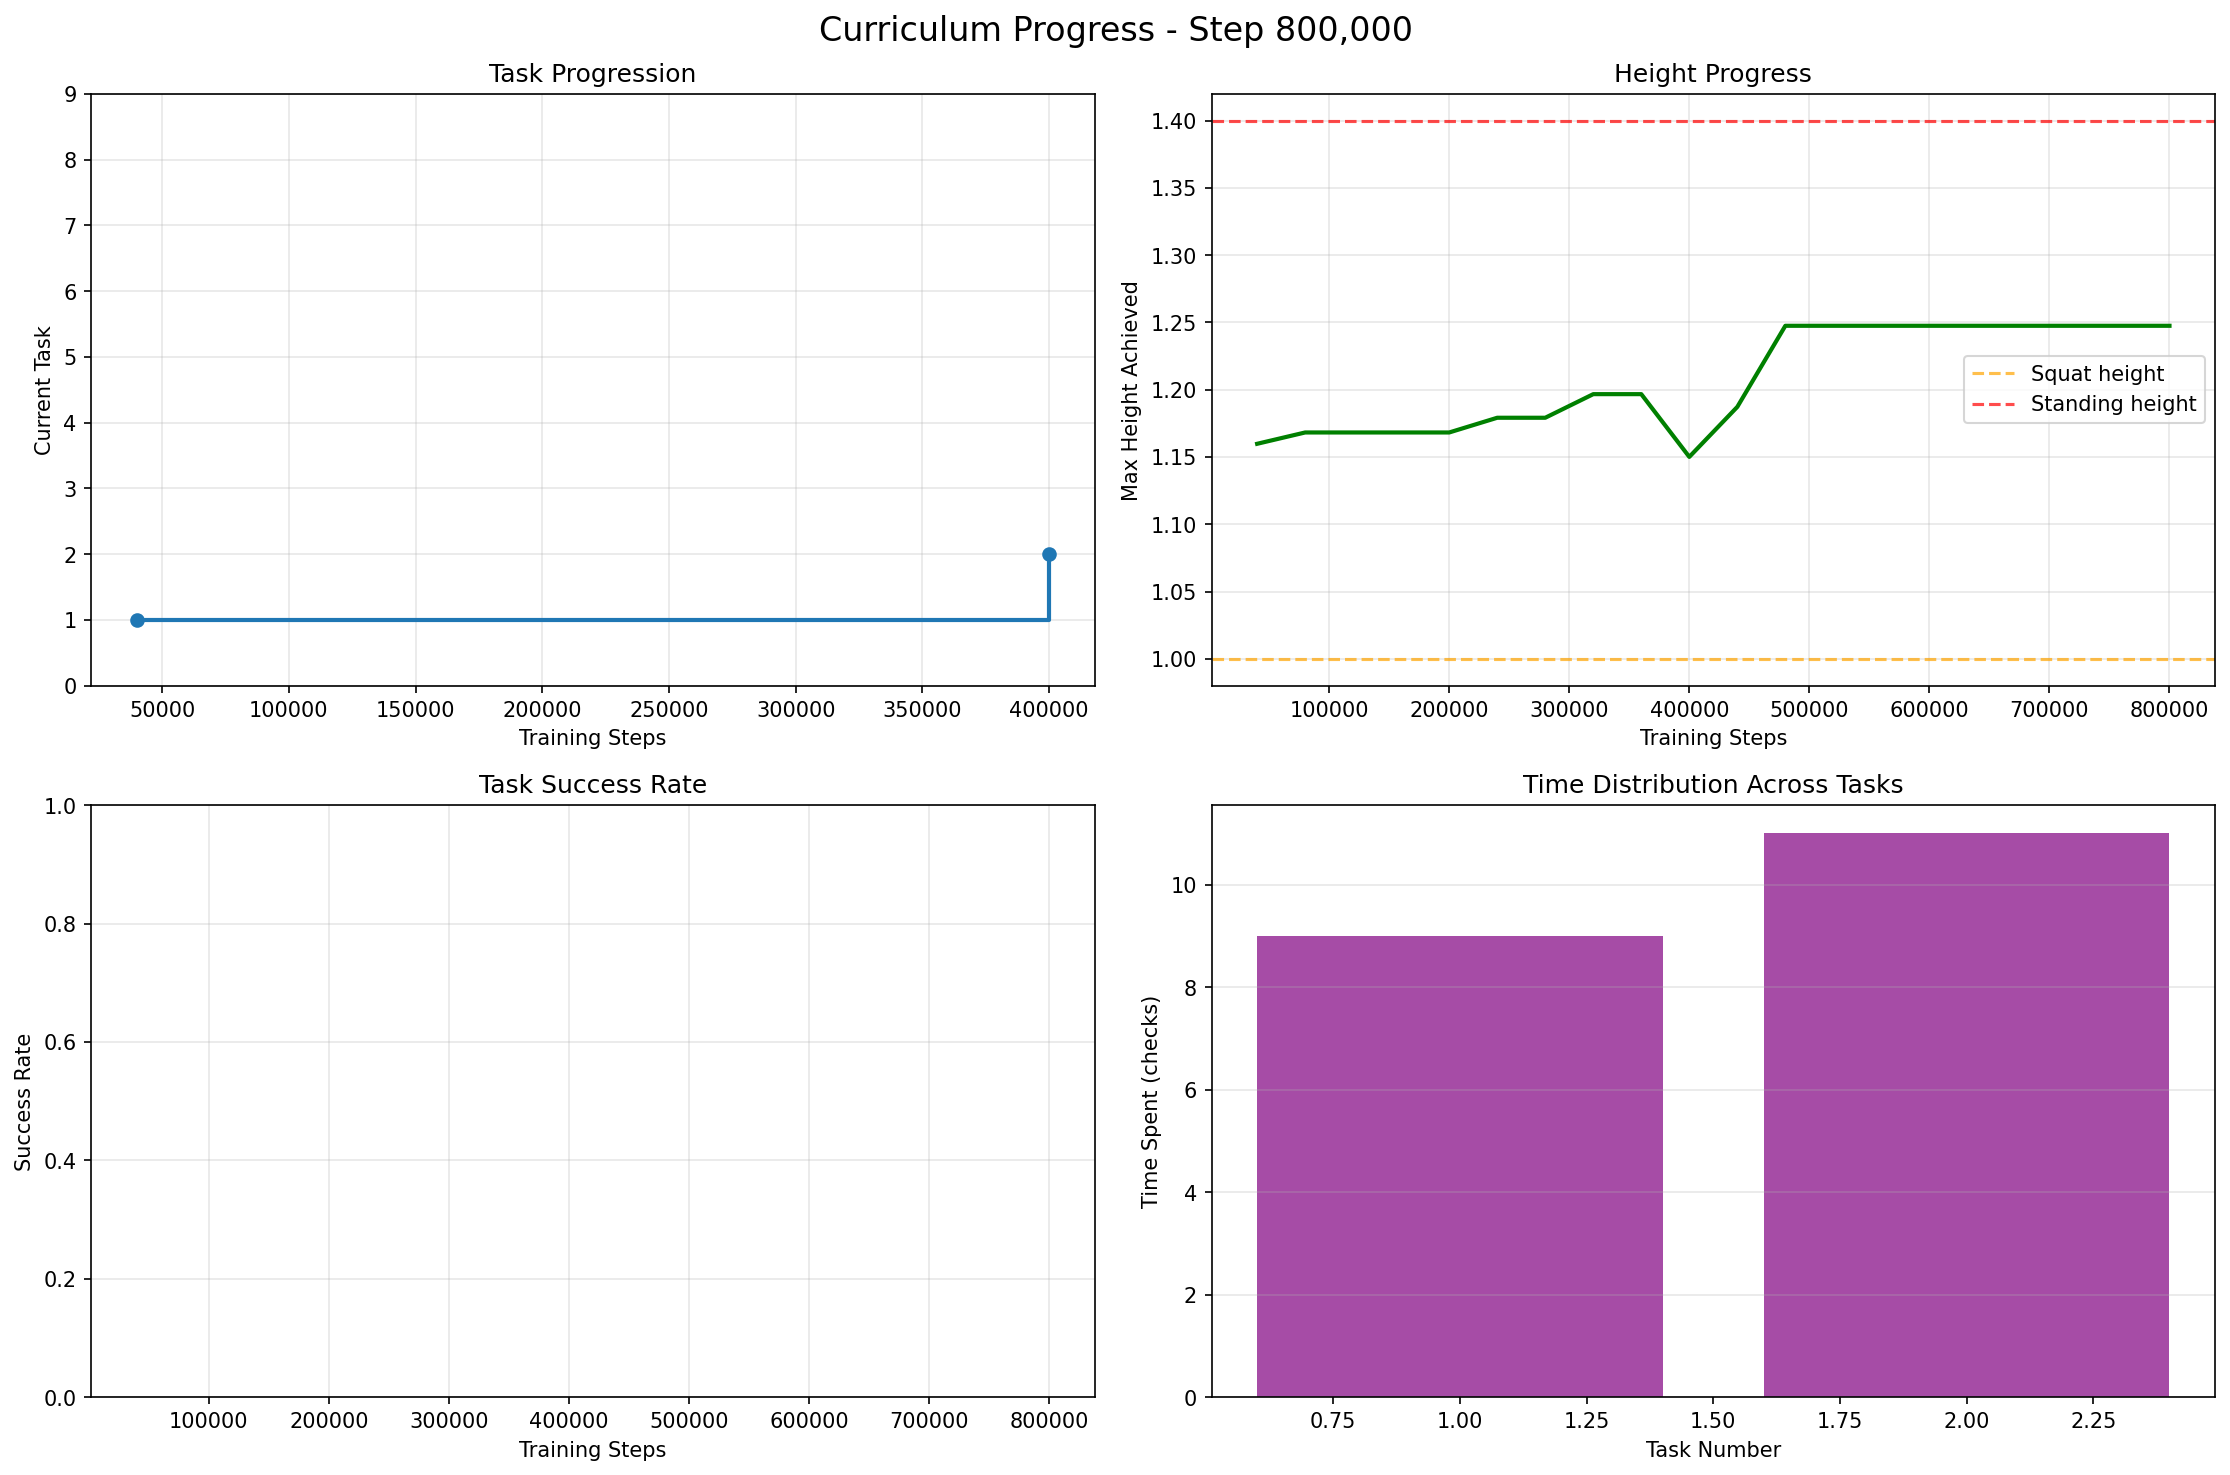 Curriculum Progress - Step 800,000
Task Progression
9
8
7
6
5
4
3
2
1
0
Current Task
50000 100000 150000 200000 250000 300000 350000 400000
Training Steps
Height Progress
1.40
1.35
1.30
1.25
1.20
1.15
1.10
1.05
1.00
Max Height Achieved
Squat height
Standing height
100000 200000 300000 400000 500000 600000 700000 800000
Training Steps
Task Success Rate
1.0
0.8
0.6
0.4
0.2
0.0
Success Rate
100000 200000 300000 400000 500000 600000 700000 800000
Training Steps
Time Distribution Across Tasks
10
8
6
4
2
0
Time Spent (checks)
0.75 1.00 1.25 1.50 1.75 2.00 2.25
Task Number